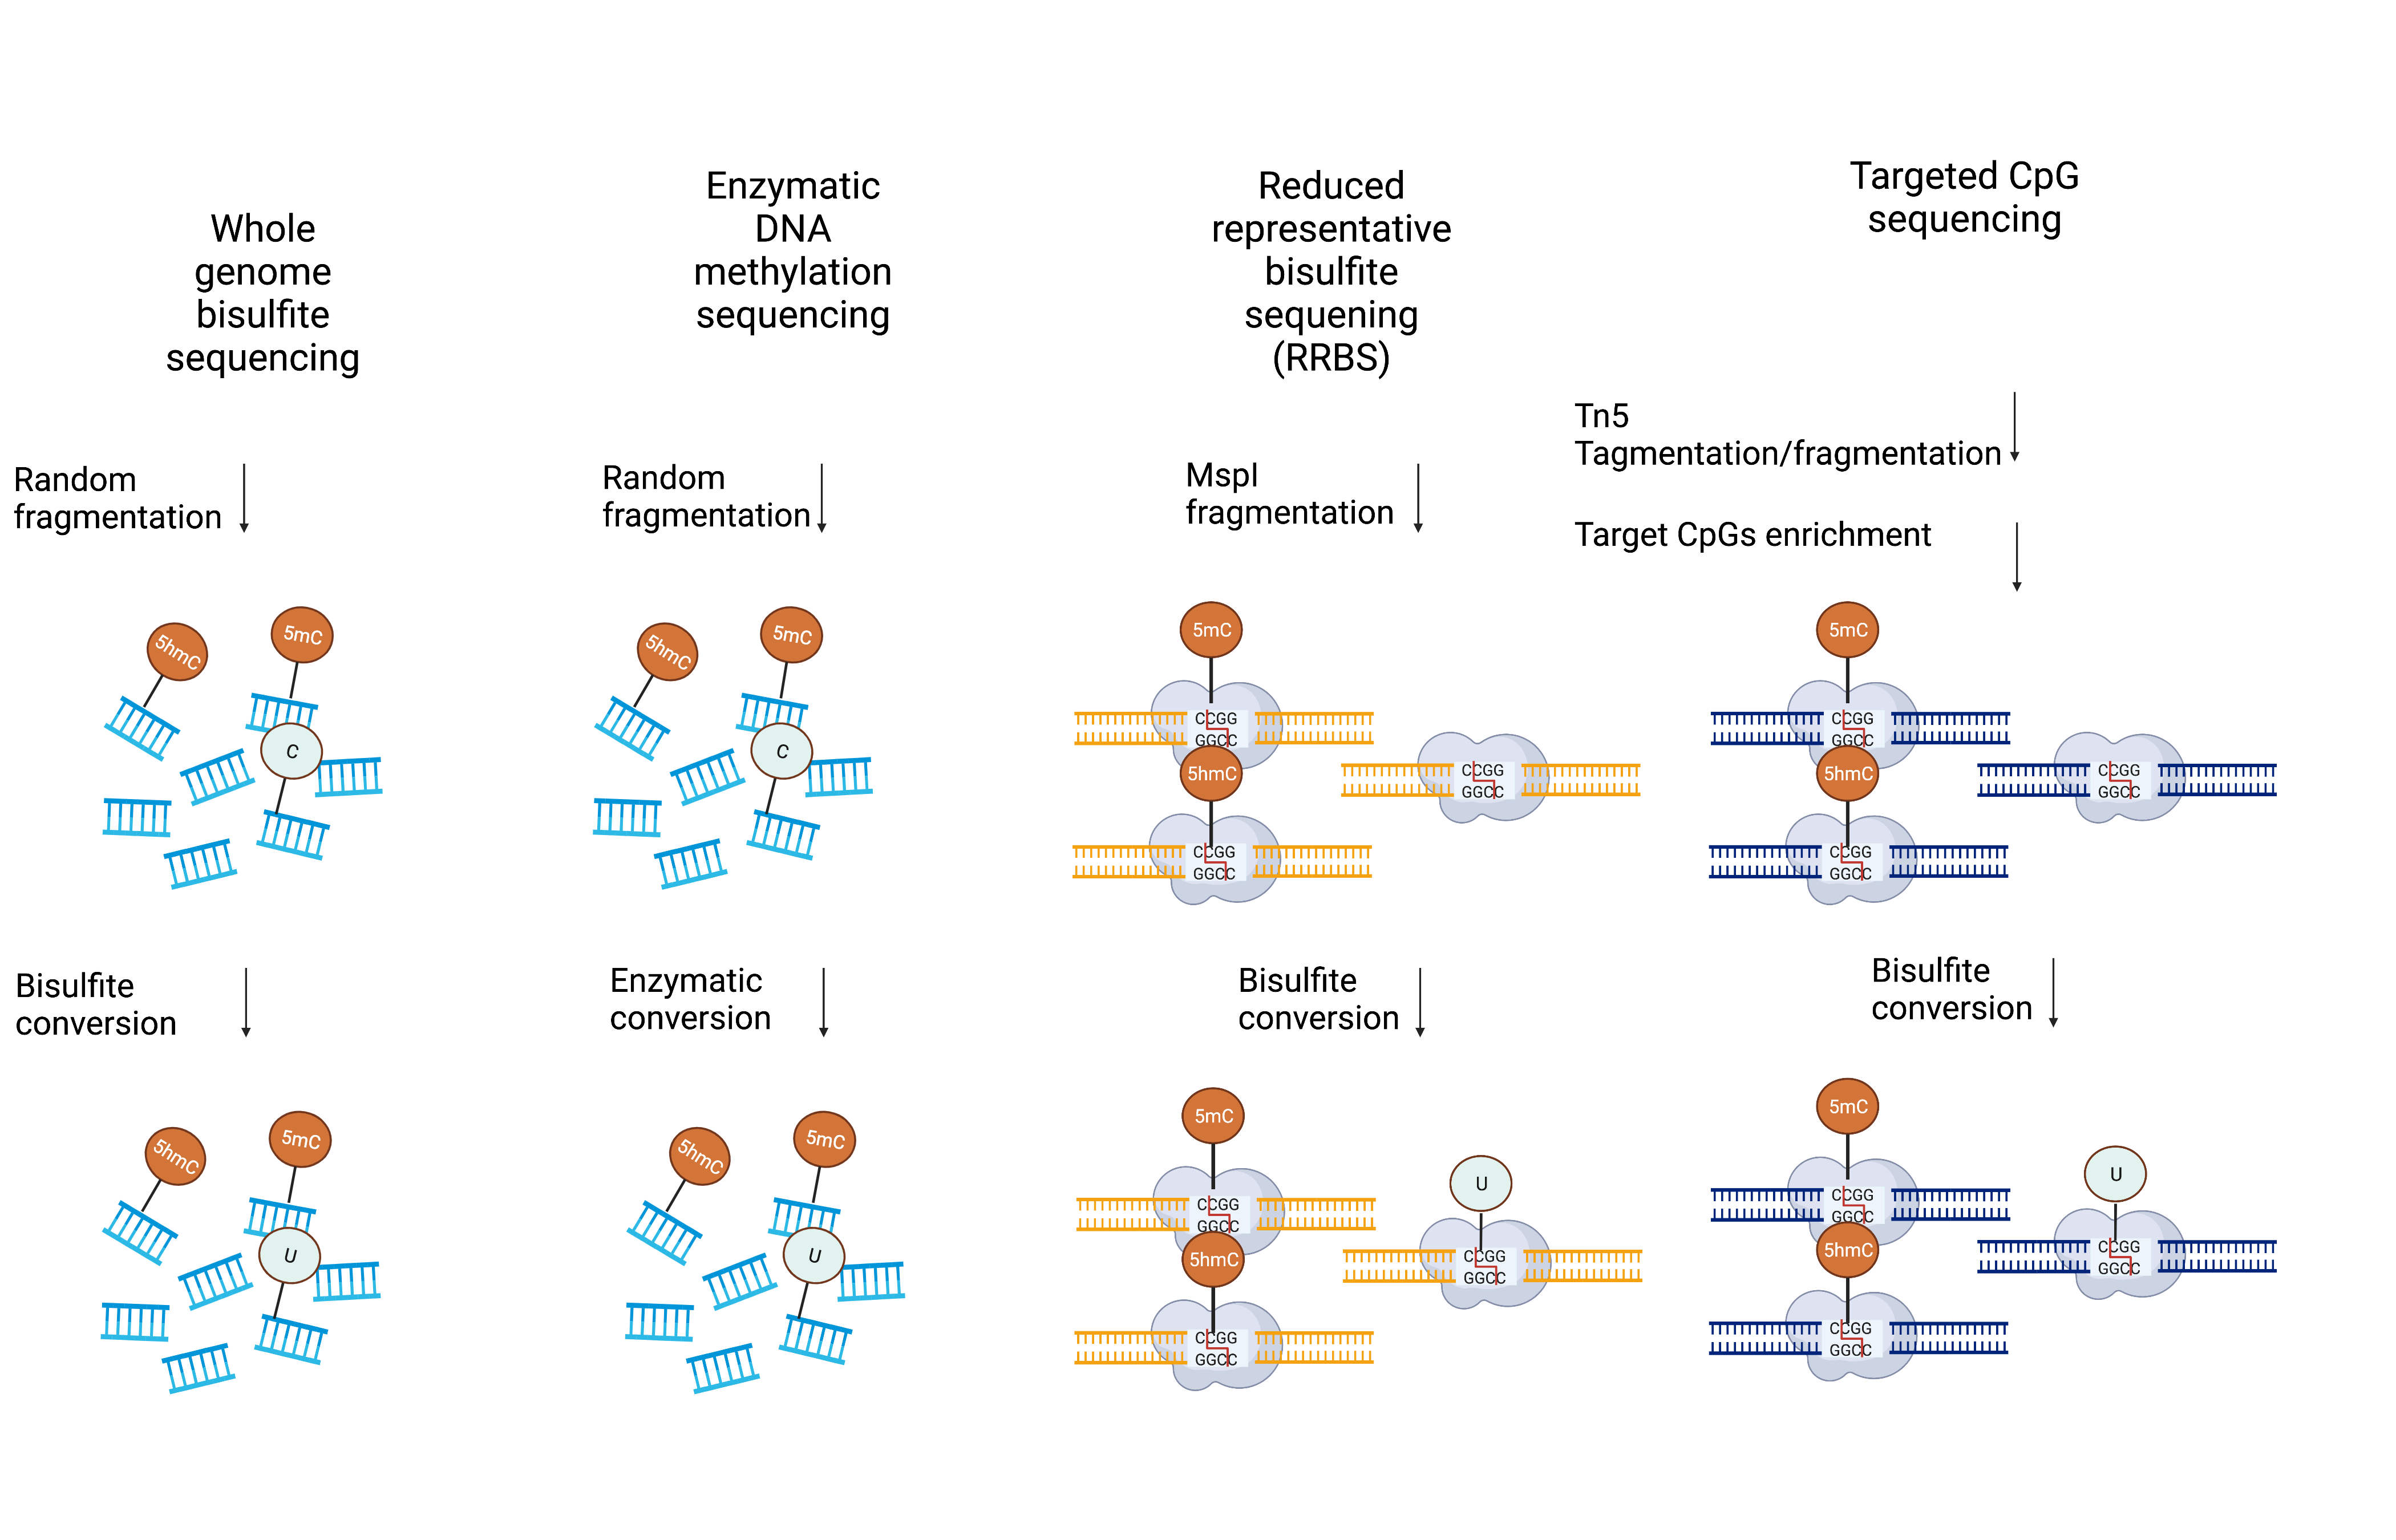 Whole
genome
bisulfite
sequencing
Enzymatic
DNA
methylation
sequencing
Reduced
representative
bisulfite
sequening
(RRBS)
Targeted CpG
sequencing
Random
fragmentation
Random
fragmentation
MspI
fragmentation
Tn5
Tagmentation/fragmentation
Target CpGs enrichment
5hmC
5mC
C
5hmC
5mC
C
5mC
CCGG
GGCC
5hmC
CCGG
GGCC
CCGG
GGCC
5mC
CCGG
GGCC
5hmC
CCGG
GGCC
CCGG
GGCC
Bisulfite
conversion
Enzymatic
conversion
Bisulfite
conversion
Bisulfite
conversion
5hmC
5mC
U
5hmC
5mC
U
5mC
CCGG
GGCC
5hmC
U
CCGG
GGCC
CCGG
GGCC
5mC
CCGG
GGCC
5hmC
U
CCGG
GGCC
CCGG
GGCC